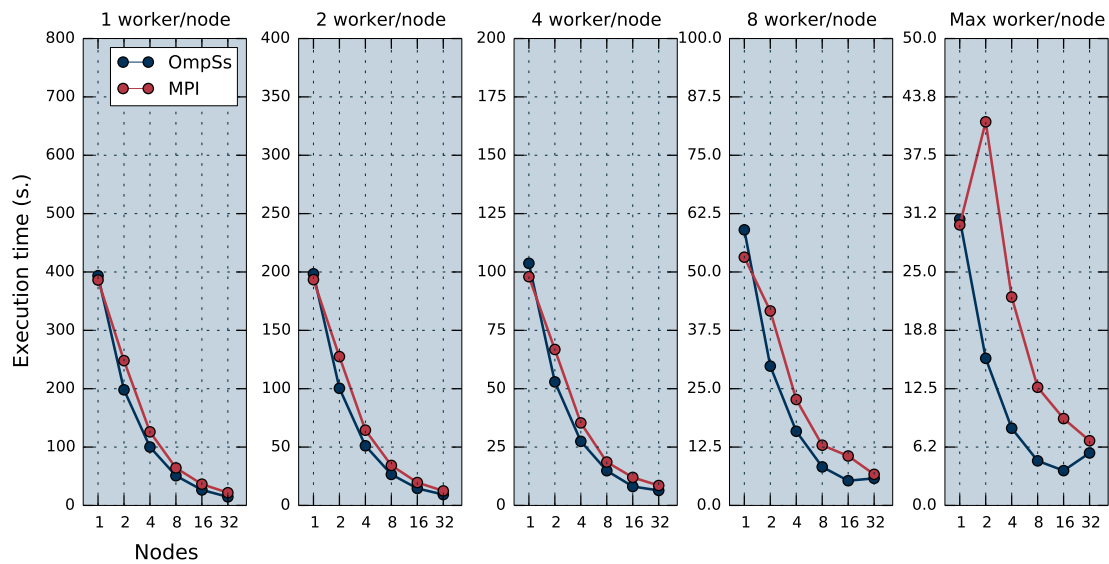 1 worker/node 2 worker/node 4 worker/node 8 worker/node Max worker/node
800 400 200 100.0 50.0
OmpSs
MPI
700 350 175 87.5 43.8
600 300 150 75.0 37.5
500 250 125 62.5 31.2
400 200 100 50.0 25.0
300 150 75 37.5 18.8
200 100 50 25.0 12.5
100 50 25 12.5 6.2
0 0 0 0.0 0.0
1 2 4 8 16 32 1 2 4 8 16 32 1 2 4 8 16 32 1 2 4 8 16 32 1 2 4 8 16 32
Execution time (s.)
Nodes